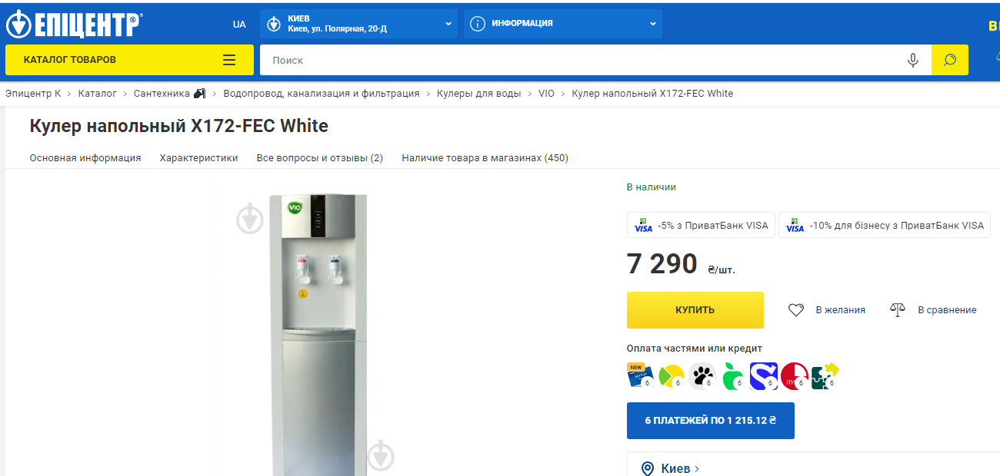 ЕПІЦЕНТР®
UA
КИЕВ
Киев, ул. Полярная, 20-Д
ИНФОРМАЦИЯ
КАТАЛОГ ТОВАРОВ
Поиск
Эпицентр К > Каталог > Сантехника > Водопровод, канализация и фильтрация > Кулеры для воды > VIO > Кулер напольный X172-FEC White
Кулер напольный X172-FEC White
Основная информация Характеристики Все вопросы и отзывы (2) Наличие товара в магазинах (450)
VIO
В наличии
VISA -5% з ПриватБанк VISA
VISA -10% для бізнесу з ПриватБанк VISA
7 290 ₴/шт.
КУПИТЬ
В желания
В сравнение
Оплата частями или кредит
NEW
6 6 6 6 6 6 6
6 ПЛАТЕЖЕЙ ПО 1 215.12 ₴
Киев >